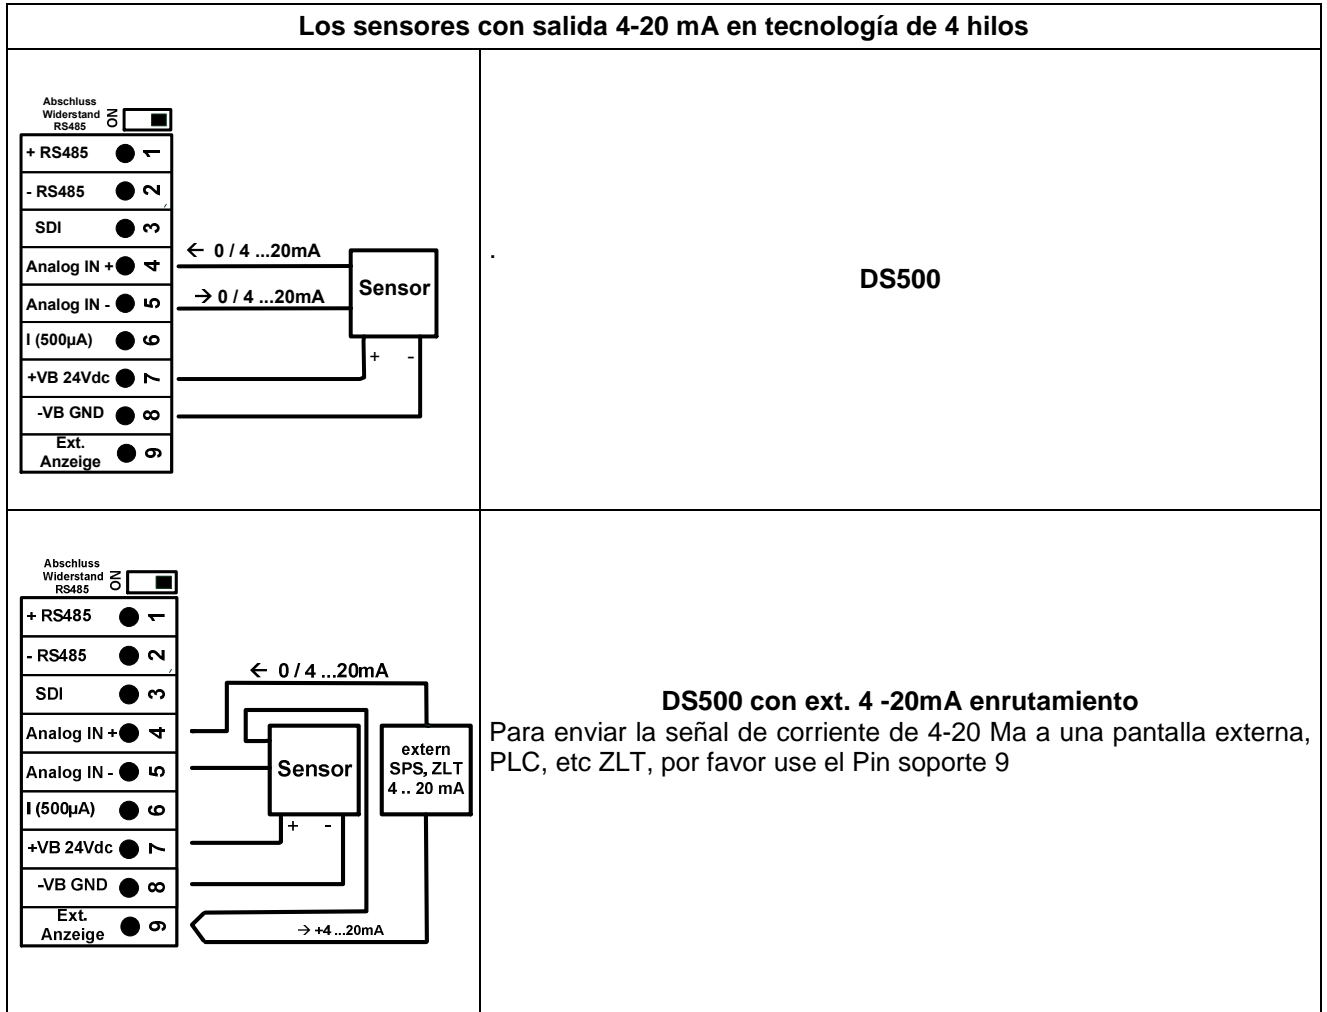 Los sensores con salida 4-20 mA en tecnología de 4 hilos
Abschluss
Widerstand
RS485
ON
+ RS485 1
- RS485 2
SDI 3
Analog IN + 4
Analog IN - 5
I (500µA) 6
+VB 24Vdc 7
-VB GND 8
Ext.
Anzeige 9
← 0 / 4 ...20mA
→ 0 / 4 ...20mA
Sensor
+ -
.
DS500
Abschluss
Widerstand
RS485
ON
+ RS485 1
- RS485 2
SDI 3
Analog IN + 4
Analog IN - 5
I (500µA) 6
+VB 24Vdc 7
-VB GND 8
Ext.
Anzeige 9
← 0 / 4 ...20mA
Sensor
+ -
extern
SPS, ZLT
4 .. 20 mA
→ +4 ...20mA
DS500 con ext. 4 -20mA enrutamiento
Para enviar la señal de corriente de 4-20 Ma a una pantalla externa,
PLC, etc ZLT, por favor use el Pin soporte 9